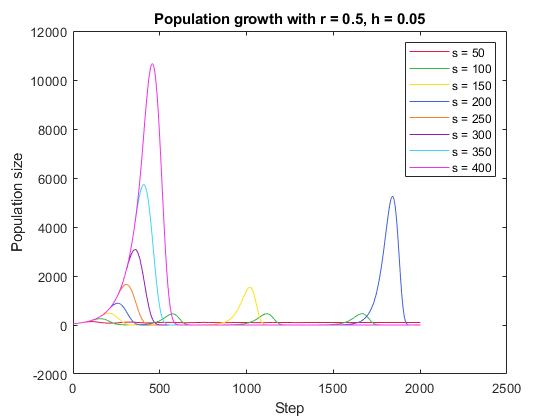 Population growth with r = 0.5, h = 0.05
12000
10000
8000
6000
4000
2000
0
-2000
Population size
s = 50
s = 100
s = 150
s = 200
s = 250
s = 300
s = 350
s = 400
0
500
1000
1500
2000
2500
Step